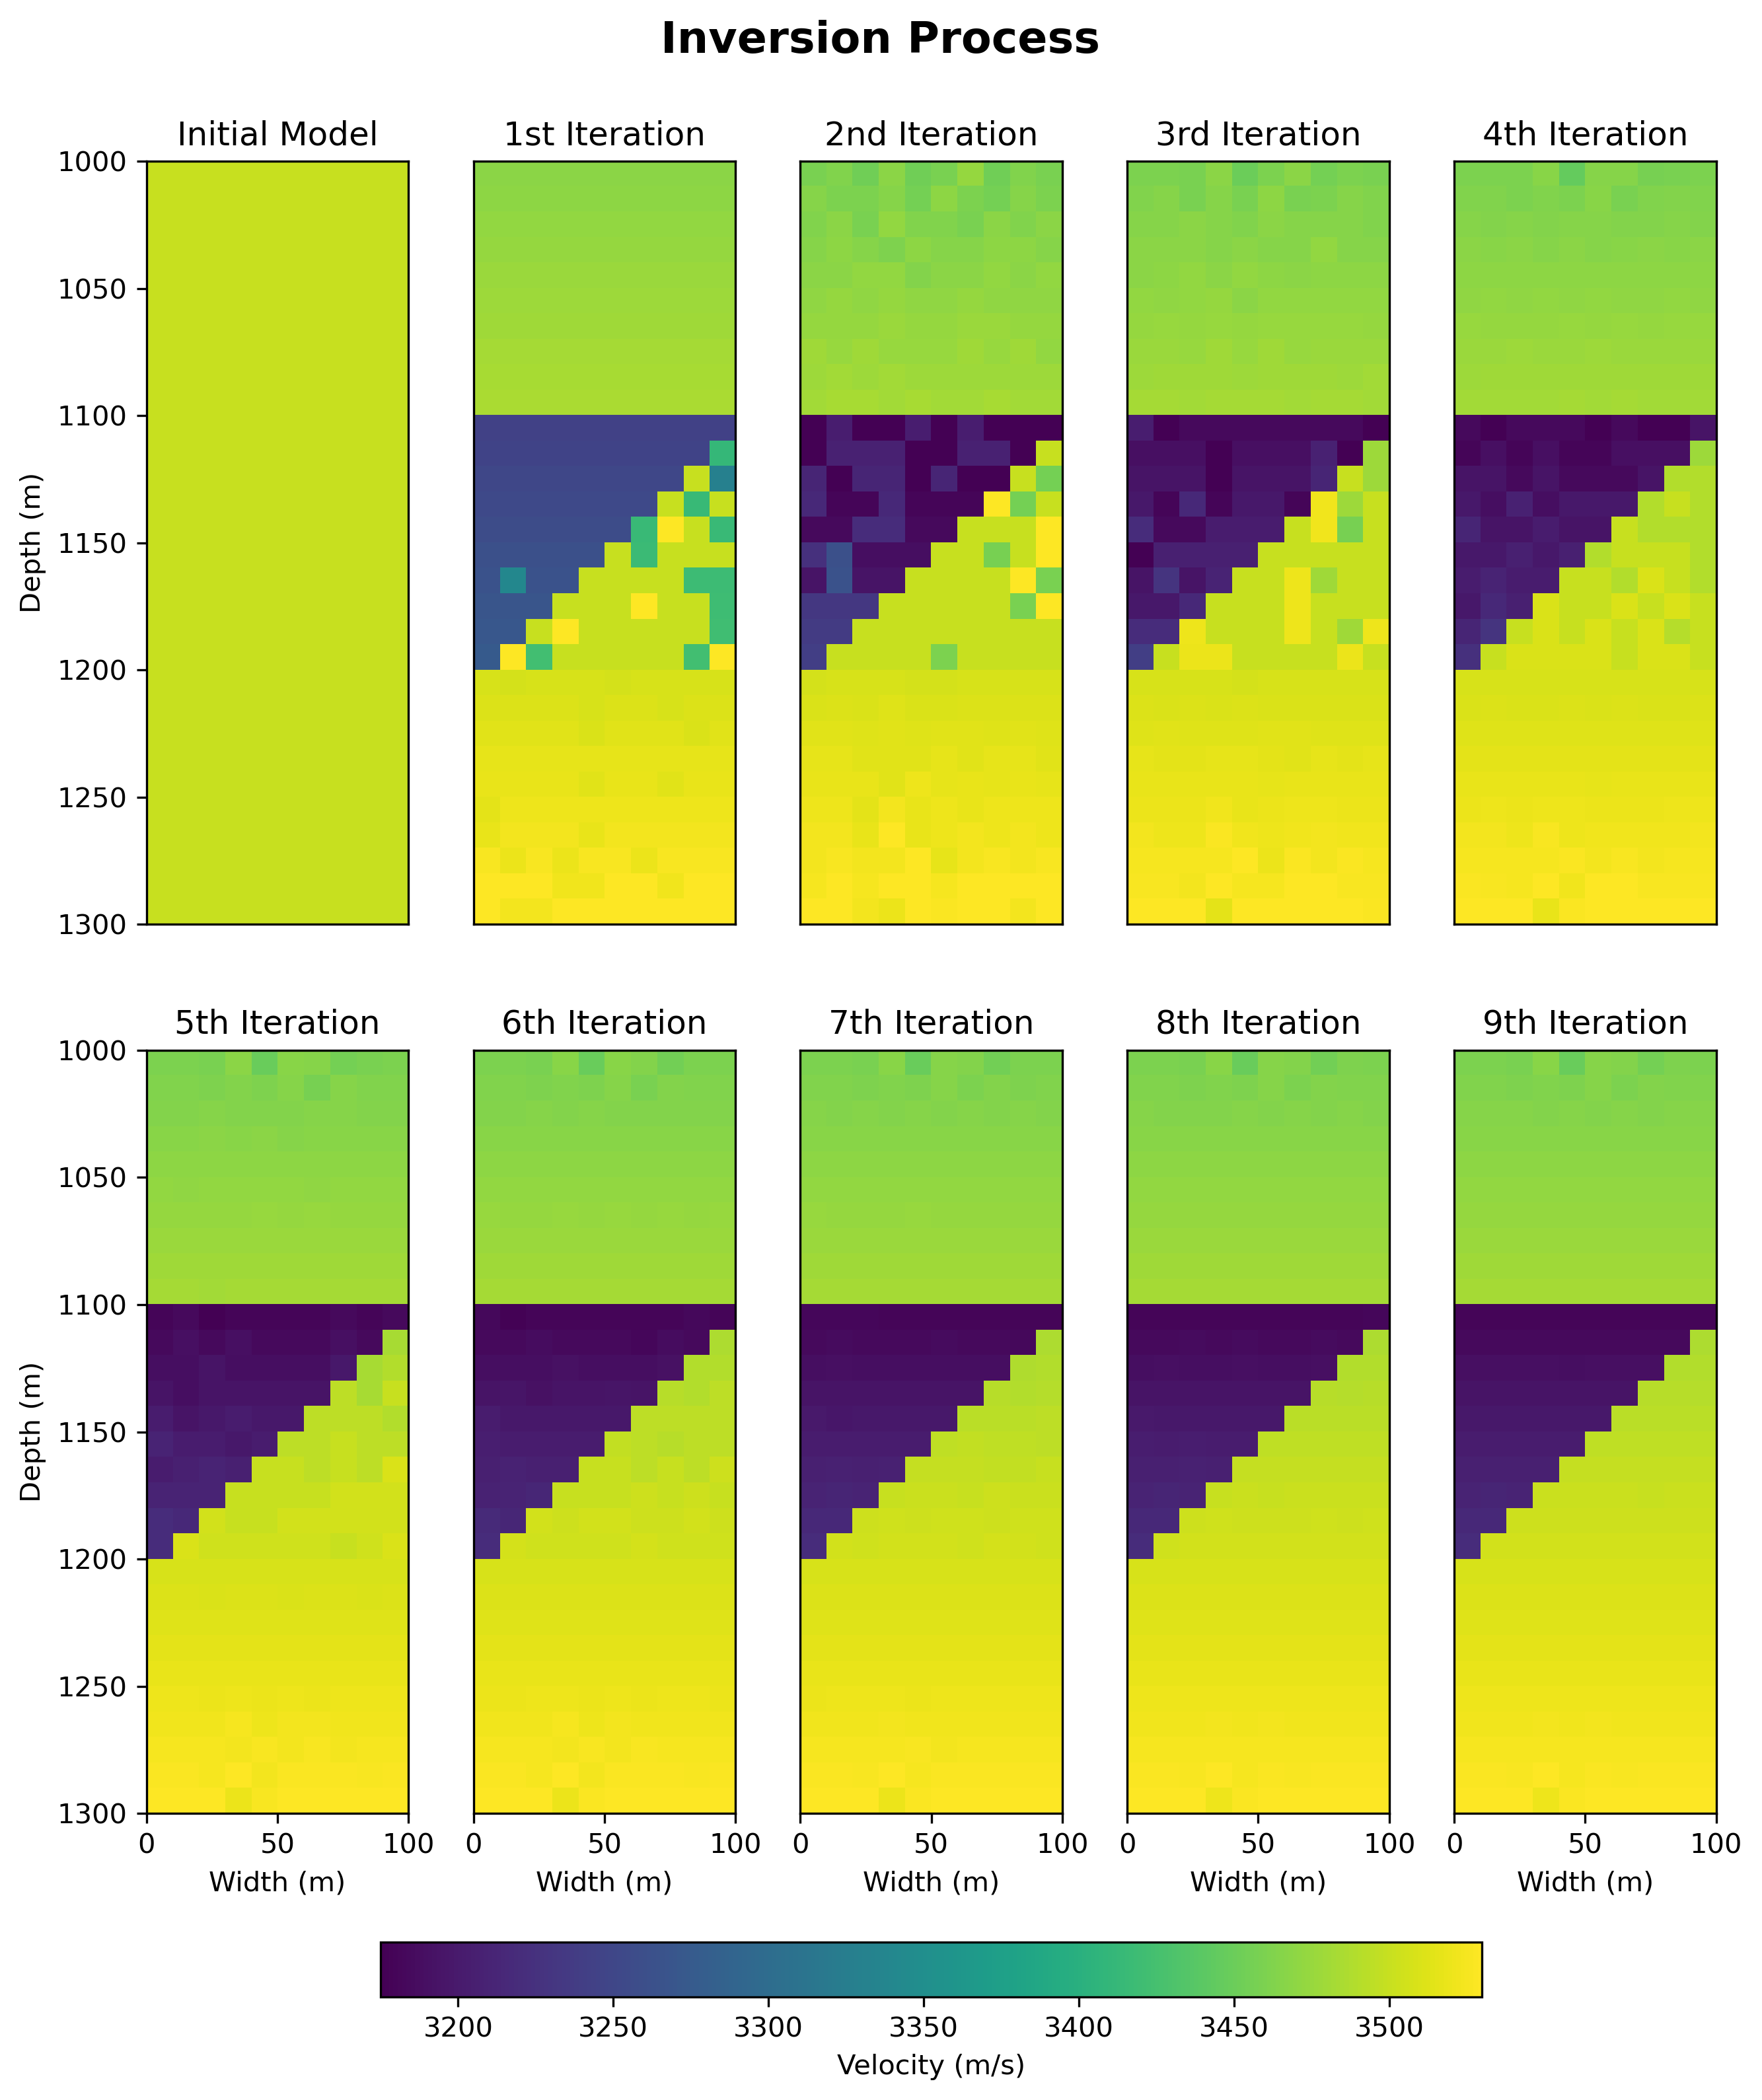 Inversion Process
Initial Model 1st Iteration 2nd Iteration 3rd Iteration 4th Iteration
1000
1050
1100
1150
1200
1250
1300
Depth (m)
5th Iteration 6th Iteration 7th Iteration 8th Iteration 9th Iteration
1000
1050
1100
1150
1200
1250
1300
Depth (m)
0 50 100 0 50 100 0 50 100 0 50 100 0 50 100
Width (m) Width (m) Width (m) Width (m) Width (m)
3200 3250 3300 3350 3400 3450 3500
Velocity (m/s)